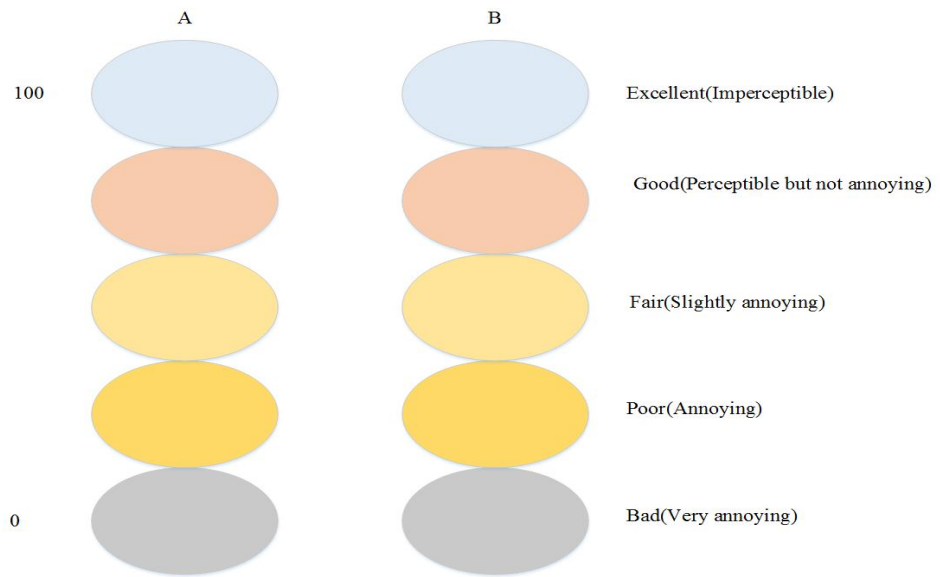 A B
100 Excellent(Imperceptible)
Good(Perceptible but not annoying)
Fair(Slightly annoying)
Poor(Annoying)
0 Bad(Very annoying)